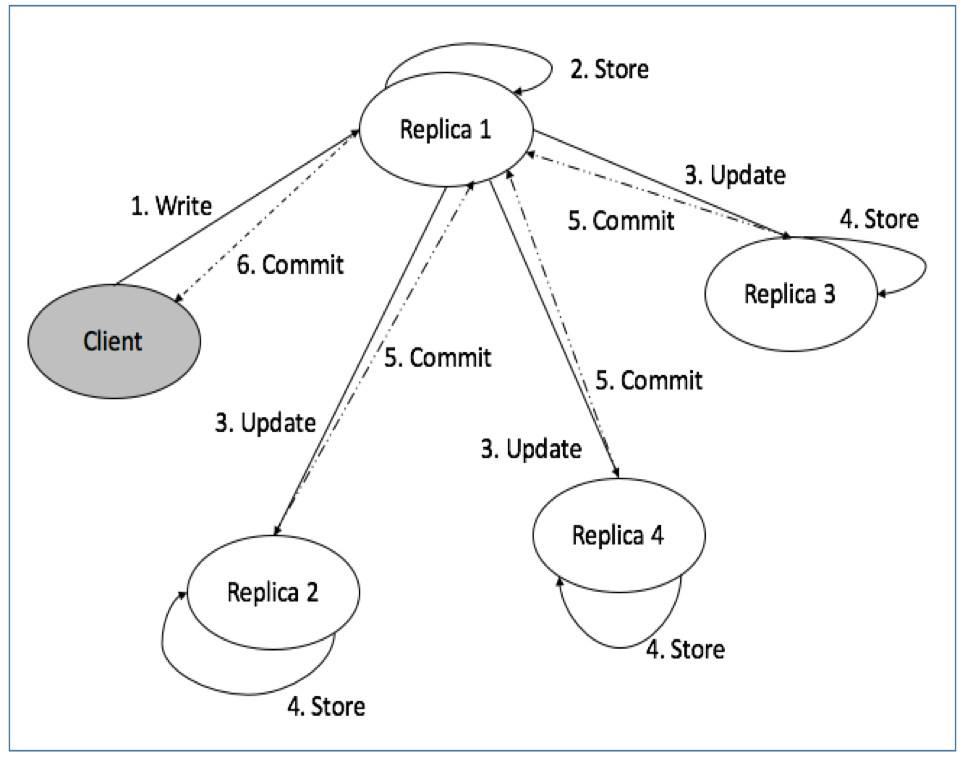 2. Store
Replica 1
3. Update
1. Write
4. Store
5. Commit
6. Commit
Replica 3
Client
5. Commit
5. Commit
3. Update
3. Update
Replica 4
Replica 2
4. Store
4. Store